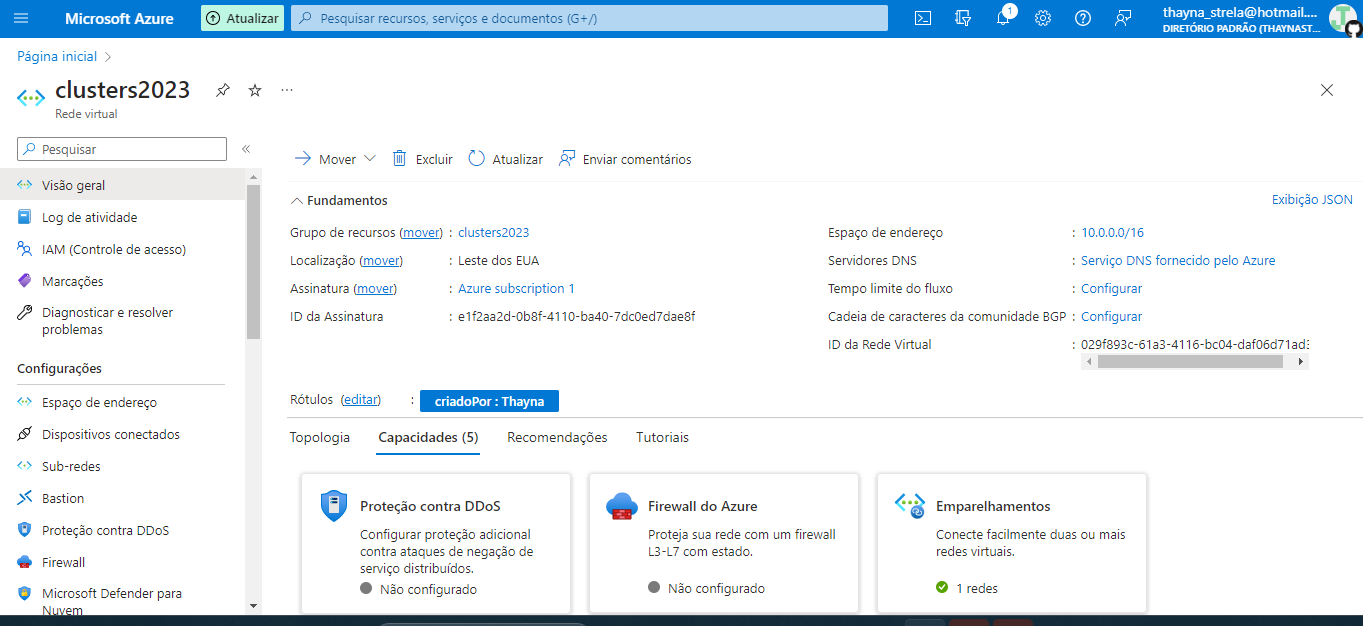 Microsoft Azure
Atualizar
Pesquisar recursos, serviços e documentos (G+/)
1
thayna_strela@hotmail....
DIRETÓRIO PADRÃO (THAYNAST...
Página inicial
clusters2023
Rede virtual
Pesquisar
Visão geral
Log de atividade
IAM (Controle de acesso)
Marcações
Diagnosticar e resolver
problemas
Configurações
Espaço de endereço
Dispositivos conectados
Sub-redes
Bastion
Proteção contra DDoS
Firewall
Microsoft Defender para
Nuvem
Mover
Excluir
Atualizar
Enviar comentários
Fundamentos
Exibição JSON
Grupo de recursos (mover) : clusters2023
Localização (mover) : Leste dos EUA
Assinatura (mover) : Azure subscription 1
ID da Assinatura : e1f2aa2d-0b8f-4110-ba40-7dc0ed7dae8f
Espaço de endereço : 10.0.0.0/16
Servidores DNS : Serviço DNS fornecido pelo Azure
Tempo limite do fluxo : Configurar
Cadeia de caracteres da comunidade BGP : Configurar
ID da Rede Virtual : 029f893c-61a3-4116-bc04-daf06d71ad3
Rótulos (editar) : criadoPor : Thayna
Topologia
Capacidades (5)
Recomendações
Tutoriais
Proteção contra DDoS
Configurar proteção adicional
contra ataques de negação de
serviço distribuídos.
Não configurado
Firewall do Azure
Proteja sua rede com um firewall
L3-L7 com estado.
Não configurado
Emparelhamentos
Conecte facilmente duas ou mais
redes virtuais.
1 redes